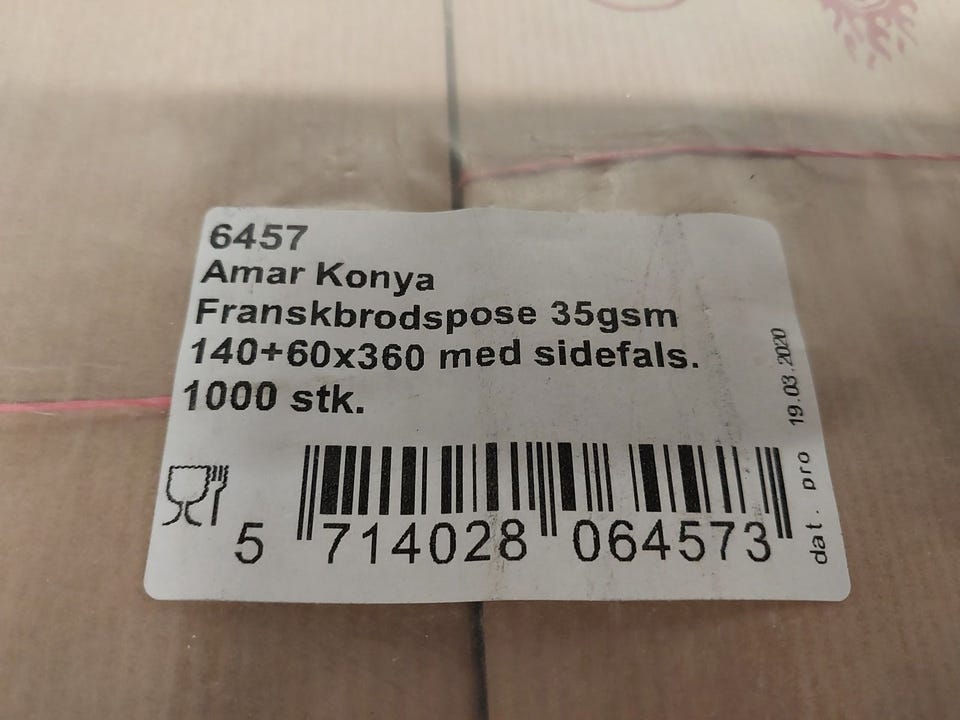 6457
Amar Konya
Franskbrodspose 35gsm
140+60x360 med sidefals.
1000 stk.
5 714028 064573
dat. pro 19.03.2020